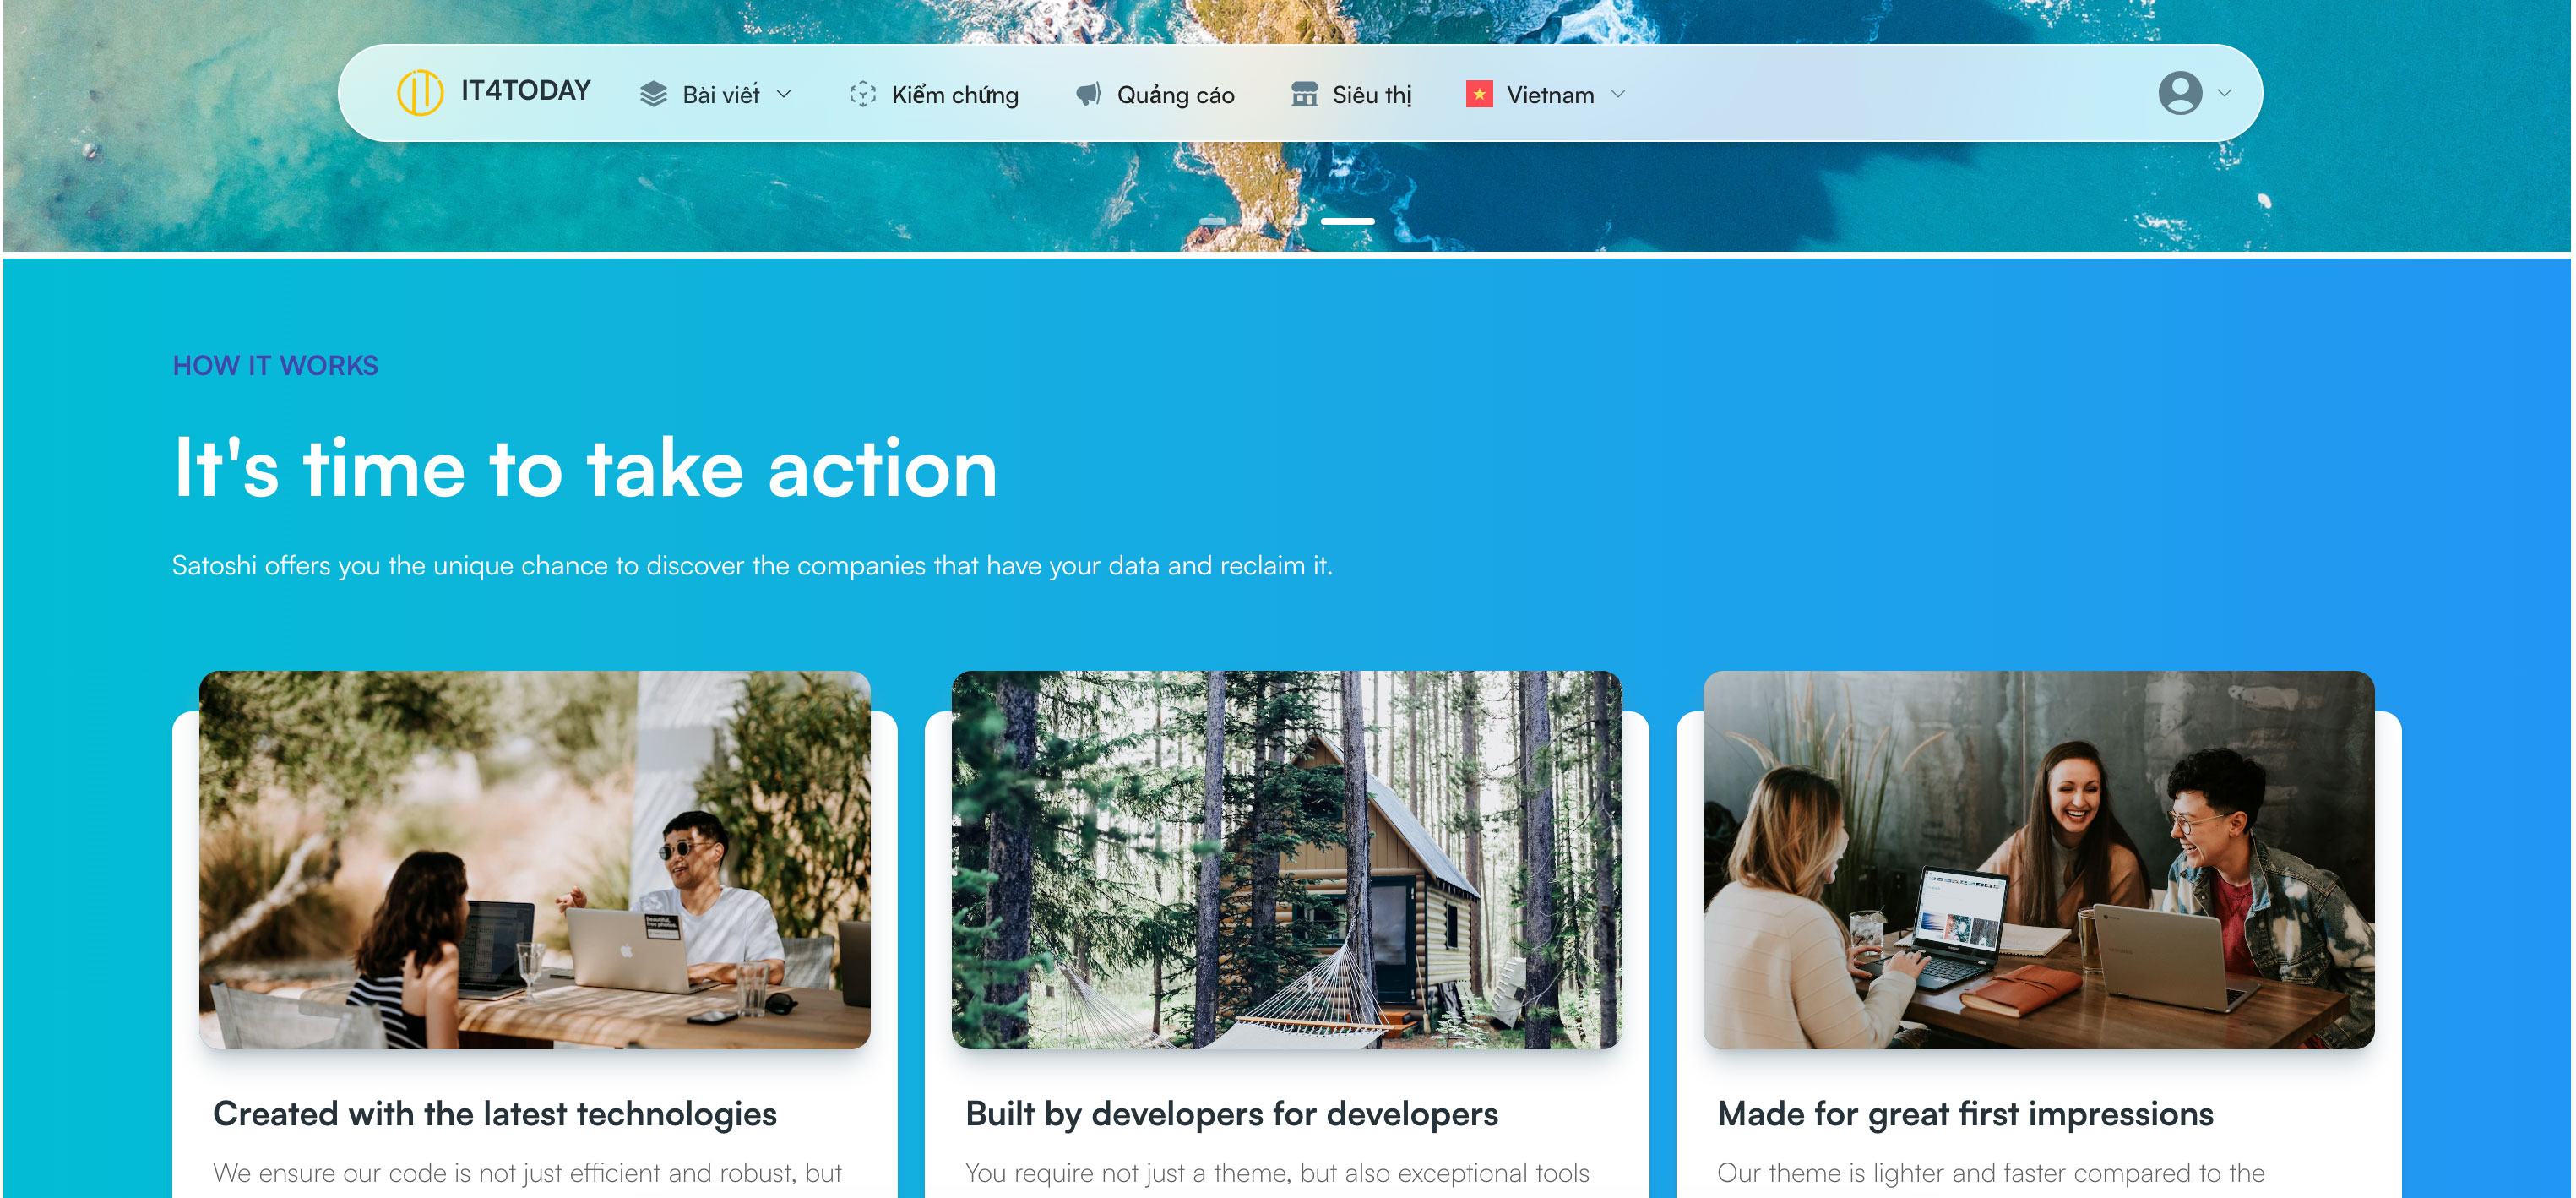 IT4TODAY Bài viết Kiểm chứng Quảng cáo Siêu thị Vietnam
HOW IT WORKS
It's time to take action
Satoshi offers you the unique chance to discover the companies that have your data and reclaim it.
Created with the latest technologies
We ensure our code is not just efficient and robust, but
Built by developers for developers
You require not just a theme, but also exceptional tools
Made for great first impressions
Our theme is lighter and faster compared to the